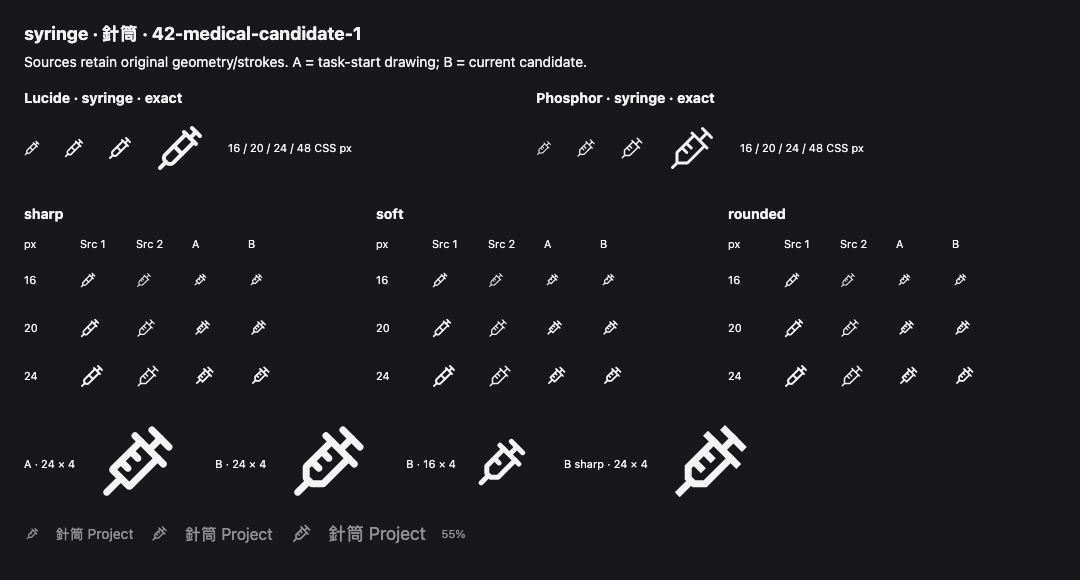 syringe · 針筒 · 42-medical-candidate-1
Sources retain original geometry/strokes. A = task-start drawing; B = current candidate.
Lucide · syringe · exact
16 / 20 / 24 / 48 CSS px
Phosphor · syringe · exact
16 / 20 / 24 / 48 CSS px
sharp
px Src 1 Src 2 A B
16
20
24
soft
px Src 1 Src 2 A B
16
20
24
rounded
px Src 1 Src 2 A B
16
20
24
A · 24 × 4
B · 24 × 4
B · 16 × 4
B sharp · 24 × 4
針筒 Project 針筒 Project 針筒 Project 55%